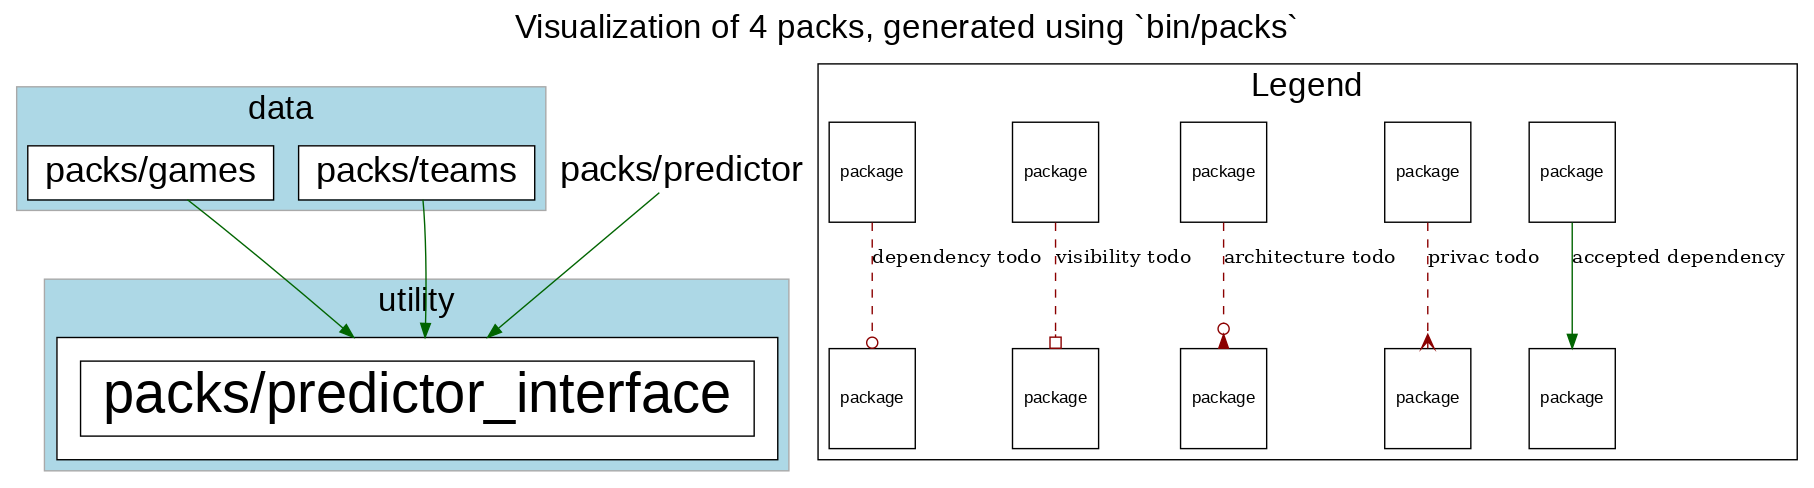 Visualization of 4 packs, generated using `bin/packs`
data
packs/games
packs/teams
packs/predictor
utility
packs/predictor_interface
Legend
package
package
package
package
package
dependency todo
visibility todo
architecture todo
privac todo
accepted dependency
package
package
package
package
package